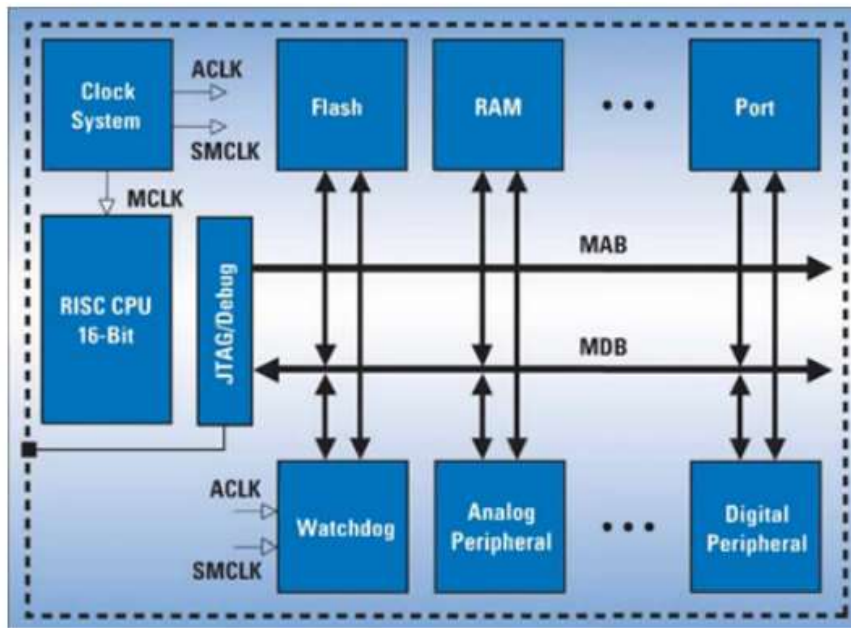 Clock
System
ACLK
SMCLK
Flash
RAM
Port
MCLK
RISC CPU
16-Bit
JTAG/Debug
MAB
MDB
ACLK
SMCLK
Watchdog
Analog
Peripheral
Digital
Peripheral